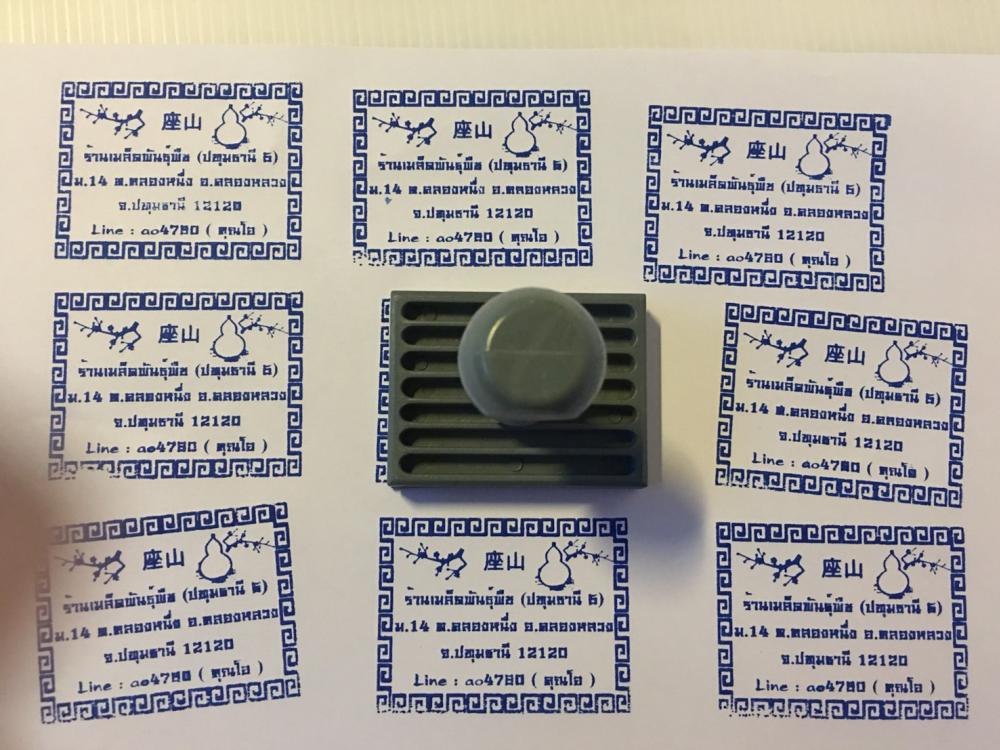 座山
ร้านเมล็ดพันธุ์พืช (ปทุมธานี 6)
ม.14 ต.คลองหนึ่ง อ.คลองหลวง
จ.ปทุมธานี 12120
Line : ao4780 ( คุณโอ )
座山
ร้านเมล็ดพันธุ์พืช (ปทุมธานี 6)
ม.14 ต.คลองหนึ่ง อ.คลองหลวง
จ.ปทุมธานี 12120
Line : ao4780 ( คุณโอ )
座山
ร้านเมล็ดพันธุ์พืช (ปทุมธานี 6)
ม.14 ต.คลองหนึ่ง อ.คลองหลวง
จ.ปทุมธานี 12120
Line : ao4780 ( คุณโอ )
座山
ร้านเมล็ดพันธุ์พืช (ปทุมธานี 6)
ม.14 ต.คลองหนึ่ง อ.คลองหลวง
จ.ปทุมธานี 12120
Line : ao4780 ( คุณโอ )
座山
ร้านเมล็ดพันธุ์พืช (ปทุมธานี 6)
ม.14 ต.คลองหนึ่ง อ.คลองหลวง
จ.ปทุมธานี 12120
Line : ao4780 ( คุณโอ )
座山
ร้านเมล็ดพันธุ์พืช (ปทุมธานี 6)
ม.14 ต.คลองหนึ่ง อ.คลองหลวง
จ.ปทุมธานี 12120
Line : ao4780 ( คุณโอ )
座山
ร้านเมล็ดพันธุ์พืช (ปทุมธานี 6)
ม.14 ต.คลองหนึ่ง อ.คลองหลวง
จ.ปทุมธานี 12120
Line : ao4780 ( คุณโอ )
座山
ร้านเมล็ดพันธุ์พืช (ปทุมธานี 6)
ม.14 ต.คลองหนึ่ง อ.คลองหลวง
จ.ปทุมธานี 12120
Line : ao4780 ( คุณโอ )